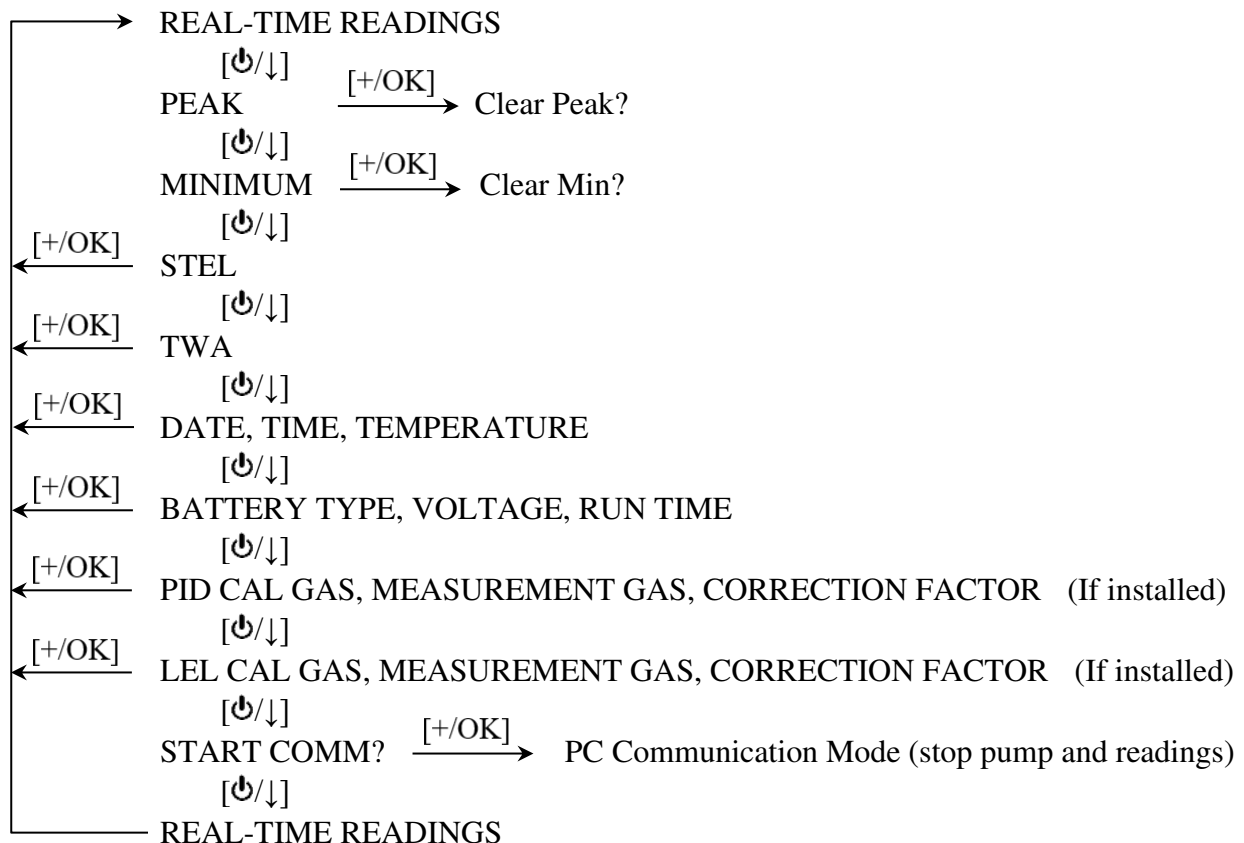 REAL-TIME READINGS
[⏻/↓]
PEAK [+/OK] Clear Peak?
[⏻/↓]
MINIMUM [+/OK] Clear Min?
[⏻/↓]
[+/OK] STEL
[⏻/↓]
[+/OK] TWA
[⏻/↓]
[+/OK] DATE, TIME, TEMPERATURE
[⏻/↓]
[+/OK] BATTERY TYPE, VOLTAGE, RUN TIME
[⏻/↓]
[+/OK] PID CAL GAS, MEASUREMENT GAS, CORRECTION FACTOR (If installed)
[⏻/↓]
[+/OK] LEL CAL GAS, MEASUREMENT GAS, CORRECTION FACTOR (If installed)
[⏻/↓]
START COMM? [+/OK] PC Communication Mode (stop pump and readings)
[⏻/↓]
REAL-TIME READINGS